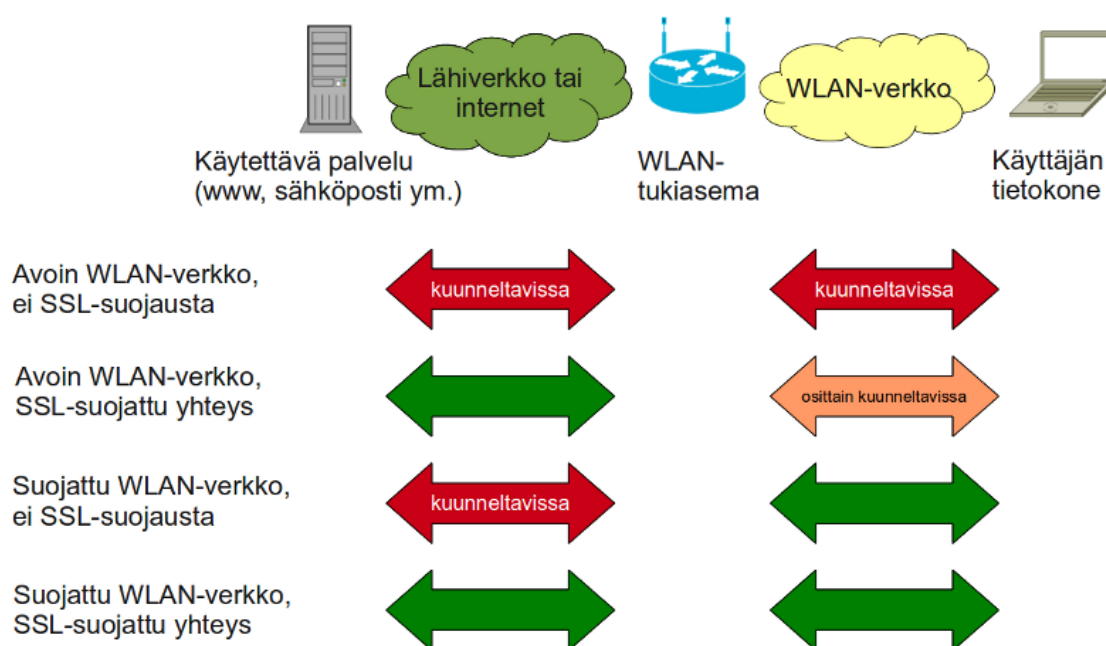 Lähiverkko tai
internet
WLAN-verkko
Käytettävä palvelu
(www, sähköposti ym.)
WLAN-
tukiasema
Käyttäjän
tietokone
Avoin WLAN-verkko,
ei SSL-suojausta
kuunneltavissa
kuunneltavissa
Avoin WLAN-verkko,
SSL-suojattu yhteys
osittain kuunneltavissa
Suojattu WLAN-verkko,
ei SSL-suojausta
kuunneltavissa
Suojattu WLAN-verkko,
SSL-suojattu yhteys